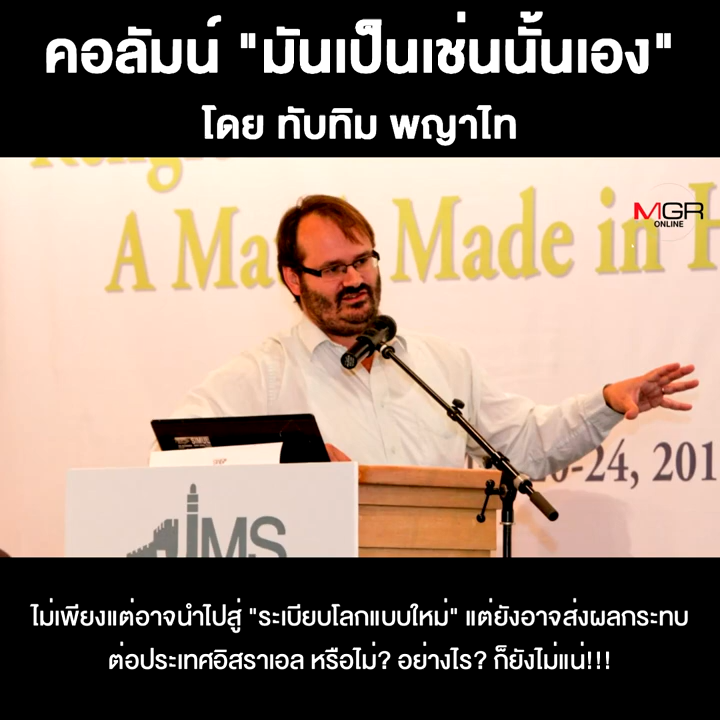 คอลัมน์ "มันเป็นเช่นนั้นเอง"
โดย ทับทิม พญาไท
A Ma Made in H
MGR
ONLINE
20-24, 201
JMS
ไม่เพียงแต่อาจนำไปสู่ "ระเบียบโลกแบบใหม่" แต่ยังอาจส่งผลกระทบ
ต่อประเทศอิสราเอล หรือไม่? อย่างไร? ก็ยังไม่แน่!!!